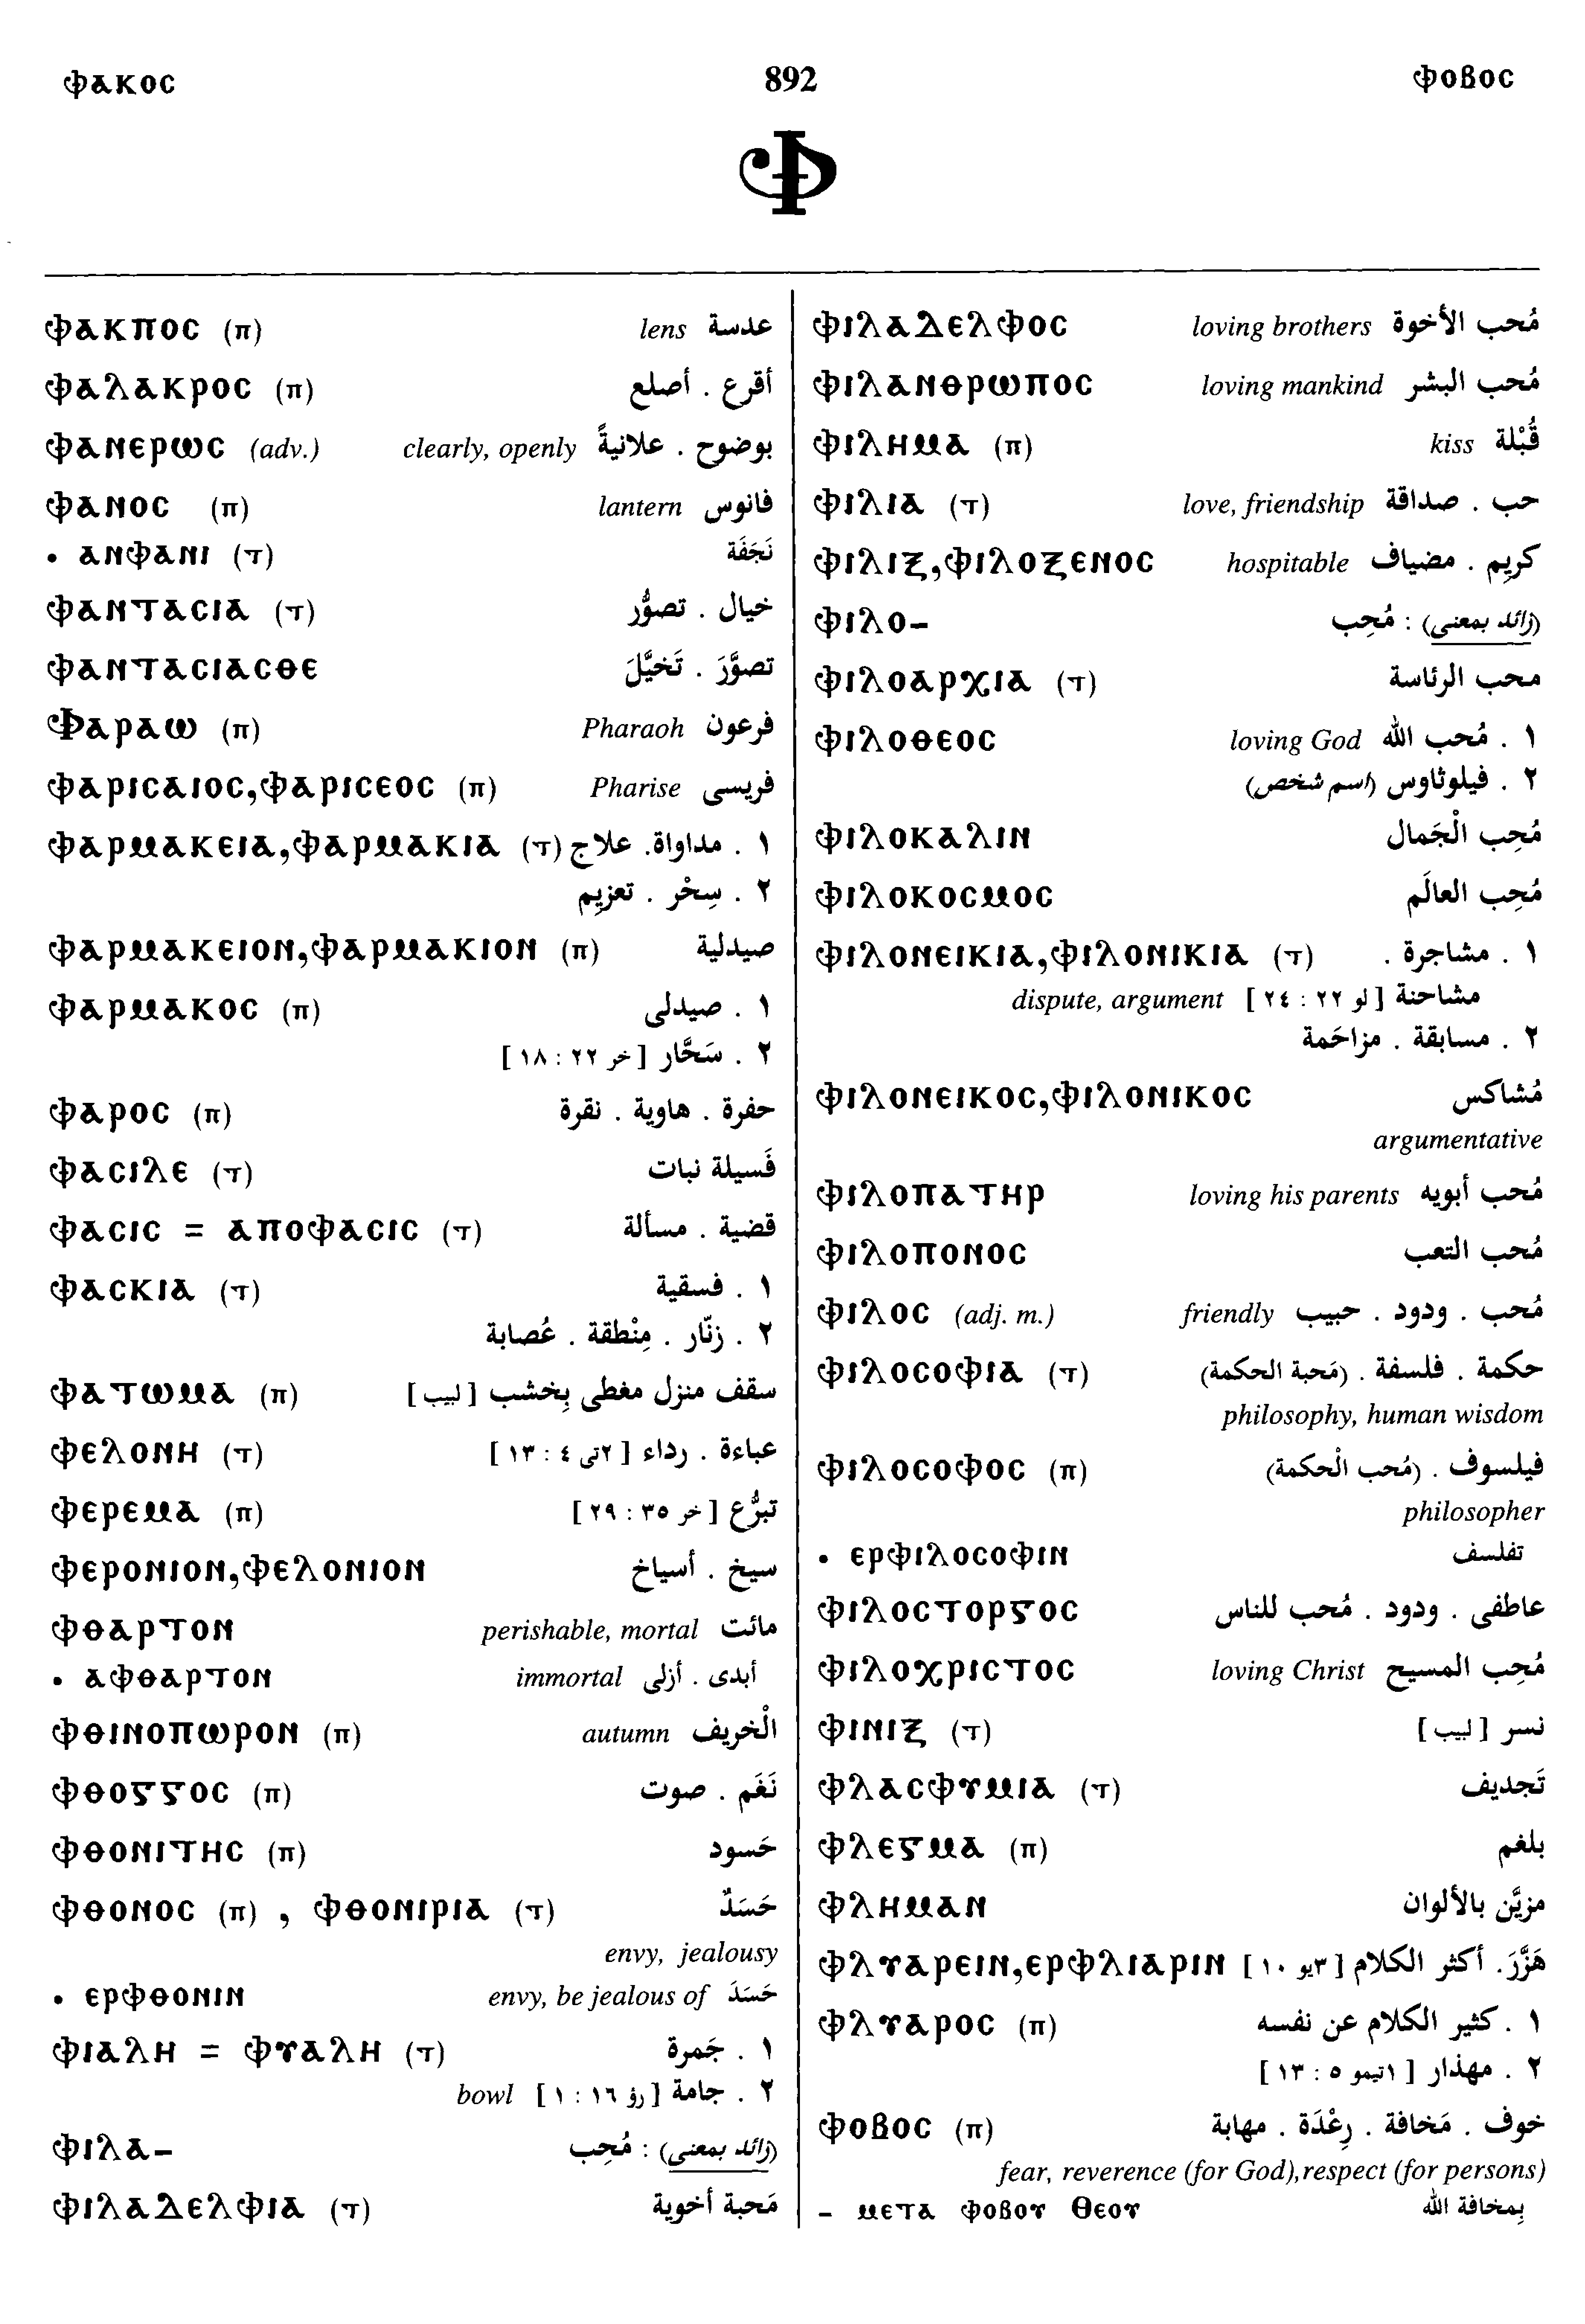 ⲫⲁⲕⲟⲥ 892 ⲫⲟⲃⲟⲥ
Ⲫ
ⲫⲁⲕⲡⲟⲥ (ⲡ) lens عدسة
ⲫⲁⲗⲁⲕⲣⲟⲥ (ⲡ) أقرع . أصلع
ⲫⲁⲛⲉⲣⲱⲥ (adv.) clearly, openly بوضوح . علانيةً
ⲫⲁⲛⲟⲥ (ⲡ) lantern فانوس
• ⲁⲛⲫⲁⲛⲓ (ⲧ) نَجَفَة
ⲫⲁⲛⲧⲁⲥⲓⲁ (ⲧ) خيال . تصوُّر
ⲫⲁⲛⲧⲁⲥⲓⲁⲥⲑⲉ تصوَّرَ . تَخيَّلَ
Ⲫⲁⲣⲁⲱ (ⲡ) Pharaoh فرعون
ⲫⲁⲣⲓⲥⲁⲓⲟⲥ,ⲫⲁⲣⲓⲥⲉⲟⲥ (ⲡ) Pharise فريسى
ⲫⲁⲣⲙⲁⲕⲉⲓⲁ,ⲫⲁⲣⲙⲁⲕⲓⲁ (ⲧ) ١ . مداواة. علاج
٢ . سِحْر . تعزيم
ⲫⲁⲣⲙⲁⲕⲉⲓⲟⲛ,ⲫⲁⲣⲙⲁⲕⲓⲟⲛ (ⲡ) صيدلية
ⲫⲁⲣⲙⲁⲕⲟⲥ (ⲡ) ١ . صيدلى
٢ . سَحَّار [ خر ٢٢ : ١٨ ]
ⲫⲁⲣⲟⲥ (ⲡ) حفرة . هاوية . نقرة
ⲫⲁⲥⲓⲗⲉ (ⲧ) فَسيلة نبات
ⲫⲁⲥⲓⲥ = ⲁⲡⲟⲫⲁⲥⲓⲥ (ⲧ) قضية . مسألة
ⲫⲁⲥⲕⲓⲁ (ⲧ) ١ . فسقية
٢ . زنّار . مِنْطقة . عُصابة
ⲫⲁⲧⲱⲙⲁ (ⲡ) سقف منزل مغطى بِخشب [ لبيب ]
ⲫⲉⲗⲟⲛⲏ (ⲧ) عباءة . رداء [ ٢تى ٤ : ١٣ ]
ⲫⲉⲣⲉⲙⲁ (ⲡ) تبرُّع [ خر ٣٥ : ٢٩ ]
ⲫⲉⲣⲟⲛⲓⲟⲛ,ⲫⲉⲗⲟⲛⲓⲟⲛ سيخ . أسياخ
ⲫⲑⲁⲣⲧⲟⲛ perishable, mortal مائت
• ⲁⲫⲑⲁⲣⲧⲟⲛ immortal أبدى . أزلى
ⲫⲑⲓⲛⲟⲡⲱⲣⲟⲛ (ⲡ) autumn الْخريف
ⲫⲑⲟⲅⲅⲟⲥ (ⲡ) نَغَم . صوت
ⲫⲑⲟⲛⲓⲧⲏⲥ (ⲡ) حَسود
ⲫⲑⲟⲛⲟⲥ (ⲡ) , ⲫⲑⲟⲛⲓⲣⲓⲁ (ⲧ) حَسَدٌ
envy, jealousy
• ⲉⲣⲫⲑⲟⲛⲓⲛ envy, be jealous of حَسَدَ
ⲫⲓⲁⲗⲏ = ⲫⲩⲁⲗⲏ (ⲧ) ١ . جَمرة
٢ . جامة [ رؤ ١٦ : ١ ] bowl
ⲫⲓⲗⲁ- (زائد بمعنى) : مُحِب
ⲫⲓⲗⲁⲇⲉⲗⲫⲓⲁ (ⲧ) مَحبة أخوية
ⲫⲓⲗⲁⲇⲉⲗⲫⲟⲥ loving brothers مُحب الأخوة
ⲫⲓⲗⲁⲛⲑⲣⲱⲡⲟⲥ loving mankind مُحب البشر
ⲫⲓⲗⲏⲙⲁ (ⲡ) kiss قُبْلة
ⲫⲓⲗⲓⲁ (ⲧ) love, friendship حب . صداقة
ⲫⲓⲗⲓⲝ,ⲫⲓⲗⲟⲝⲉⲛⲟⲥ hospitable كريم . مضياف
ⲫⲓⲗⲟ- (زائد بمعنى) : مُحِب
ⲫⲓⲗⲟⲁⲣⲭⲓⲁ (ⲧ) محب الرئاسة
ⲫⲓⲗⲟⲑⲉⲟⲥ loving God ١ . مُحب الله
٢ . فيلوثاوس (اسم شخص)
ⲫⲓⲗⲟⲕⲁⲗⲓⲛ مُحِب الْجَمال
ⲫⲓⲗⲟⲕⲟⲥⲙⲟⲥ مُحِب العالَم
ⲫⲓⲗⲟⲛⲉⲓⲕⲓⲁ,ⲫⲓⲗⲟⲛⲓⲕⲓⲁ (ⲧ) ١ . مشاجرة .
مشاحنة [ لو ٢٢ : ٢٤ ] dispute, argument
٢ . مسابقة . مزاحَمة
ⲫⲓⲗⲟⲛⲉⲓⲕⲟⲥ,ⲫⲓⲗⲟⲛⲓⲕⲟⲥ مُشاكس
argumentative
ⲫⲓⲗⲟⲡⲁⲧⲏⲣ loving his parents مُحب أبويه
ⲫⲓⲗⲟⲡⲟⲛⲟⲥ مُحب التعب
ⲫⲓⲗⲟⲥ (adj. m.) friendly مُحب . ودود . حبيب
ⲫⲓⲗⲟⲥⲟⲫⲓⲁ (ⲧ) حكمة . فلسفة . (مَحبة الحكمة)
philosophy, human wisdom
ⲫⲓⲗⲟⲥⲟⲫⲟⲥ (ⲡ) فيلسوف . (مُحب الْحكمة)
philosopher
• ⲉⲣⲫⲓⲗⲟⲥⲟⲫⲓⲛ تفلسف
ⲫⲓⲗⲟⲥⲧⲟⲣⲅⲟⲥ عاطفى . ودود . مُحب للناس
ⲫⲓⲗⲟⲭⲣⲓⲥⲧⲟⲥ loving Christ مُحِب المسيح
ⲫⲓⲛⲓⲝ (ⲧ) نسر [ لبيب ]
ⲫⲗⲁⲥⲫⲩⲙⲓⲁ (ⲧ) تَجديف
ⲫⲗⲉⲅⲙⲁ (ⲡ) بلغم
ⲫⲗⲏⲙⲁⲛ مزيَّن بالألوان
ⲫⲗⲩⲁⲣⲉⲓⲛ,ⲉⲣⲫⲗⲓⲁⲣⲓⲛ هَزَّرَ. أكثر الكلام [ ٣يو ١٠ ]
ⲫⲗⲩⲁⲣⲟⲥ (ⲡ) ١ . كثير الكلام عن نفسه
٢ . مهذار [ ١تيمو ٥ : ١٣ ]
ⲫⲟⲃⲟⲥ (ⲡ) خوف . مَخافة . رِعْدَة . مهابة
fear, reverence (for God),respect (for persons)
– ⲙⲉⲧⲁ ⲫⲟⲃⲟⲩ Ⲑⲉⲟⲩ بِمخافة الله